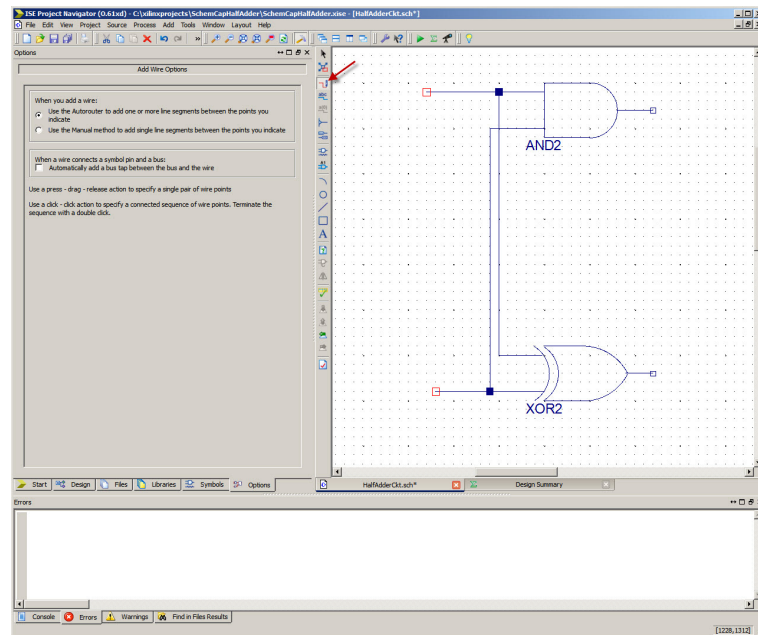 ISE Project Navigator (0.61xd) - C:\xilinxprojects\SchemCapHalfAdder\SchemCapHalfAdder.xise - [HalfAdderCkt.sch*]
File Edit View Project Source Process Add Tools Window Layout Help
Options
Add Wire Options
When you add a wire:
Use the Autorouter to add one or more line segments between the points you
indicate
Use the Manual method to add single line segments between the points you indicate
When a wire connects a symbol pin and a bus:
Automatically add a bus tap between the bus and the wire
Use a press - drag - release action to specify a single pair of wire points
Use a click - click action to specify a connected sequence of wire points. Terminate the
sequence with a double click.
AND2
XOR2
Start Design Files Libraries Symbols Options
HalfAdderCkt.sch* Design Summary
Errors
Console Errors Warnings Find in Files Results
[1228,1312]